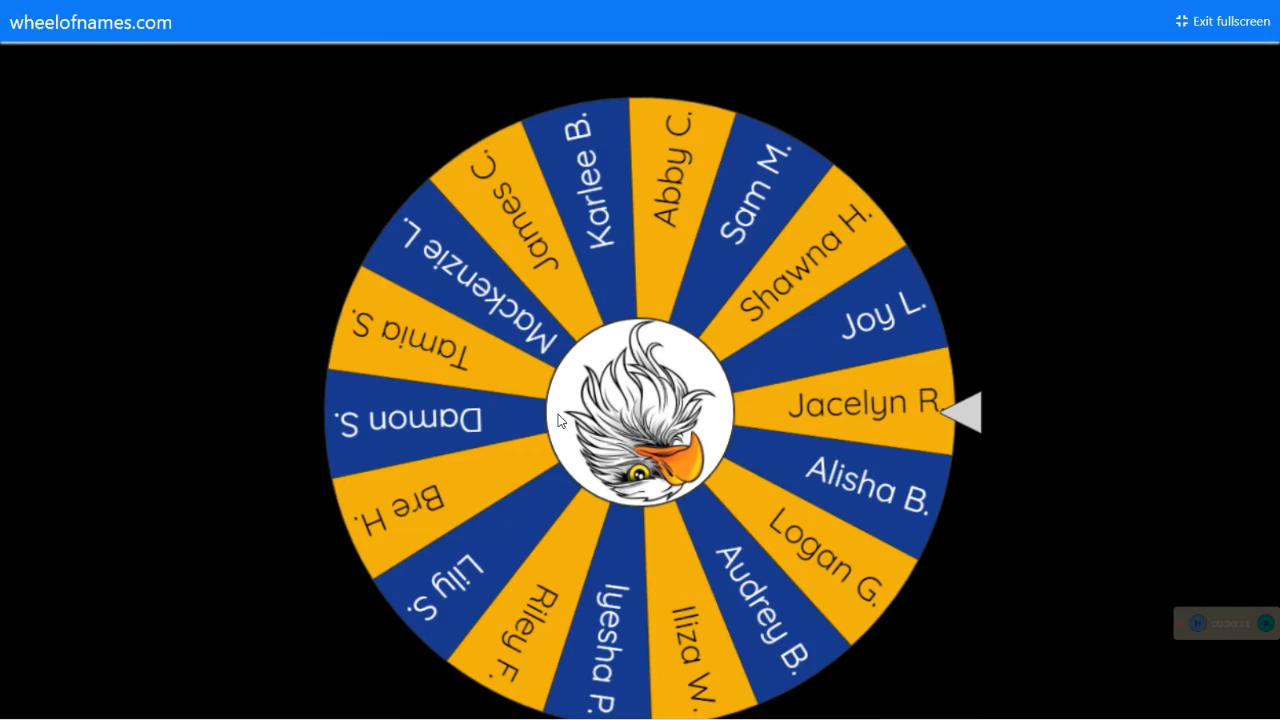 wheelofnames.com
Exit fullscreen
Karlee B.
Abby C.
Sam M.
Shawna H.
Joy L.
Jacelyn R.
Alisha B.
Logan G.
Audrey B.
Iliza W.
Iyesha P.
Riley F.
Lily S.
Bre H.
Damon S.
Tamia S.
Mackenzie L.
James C.